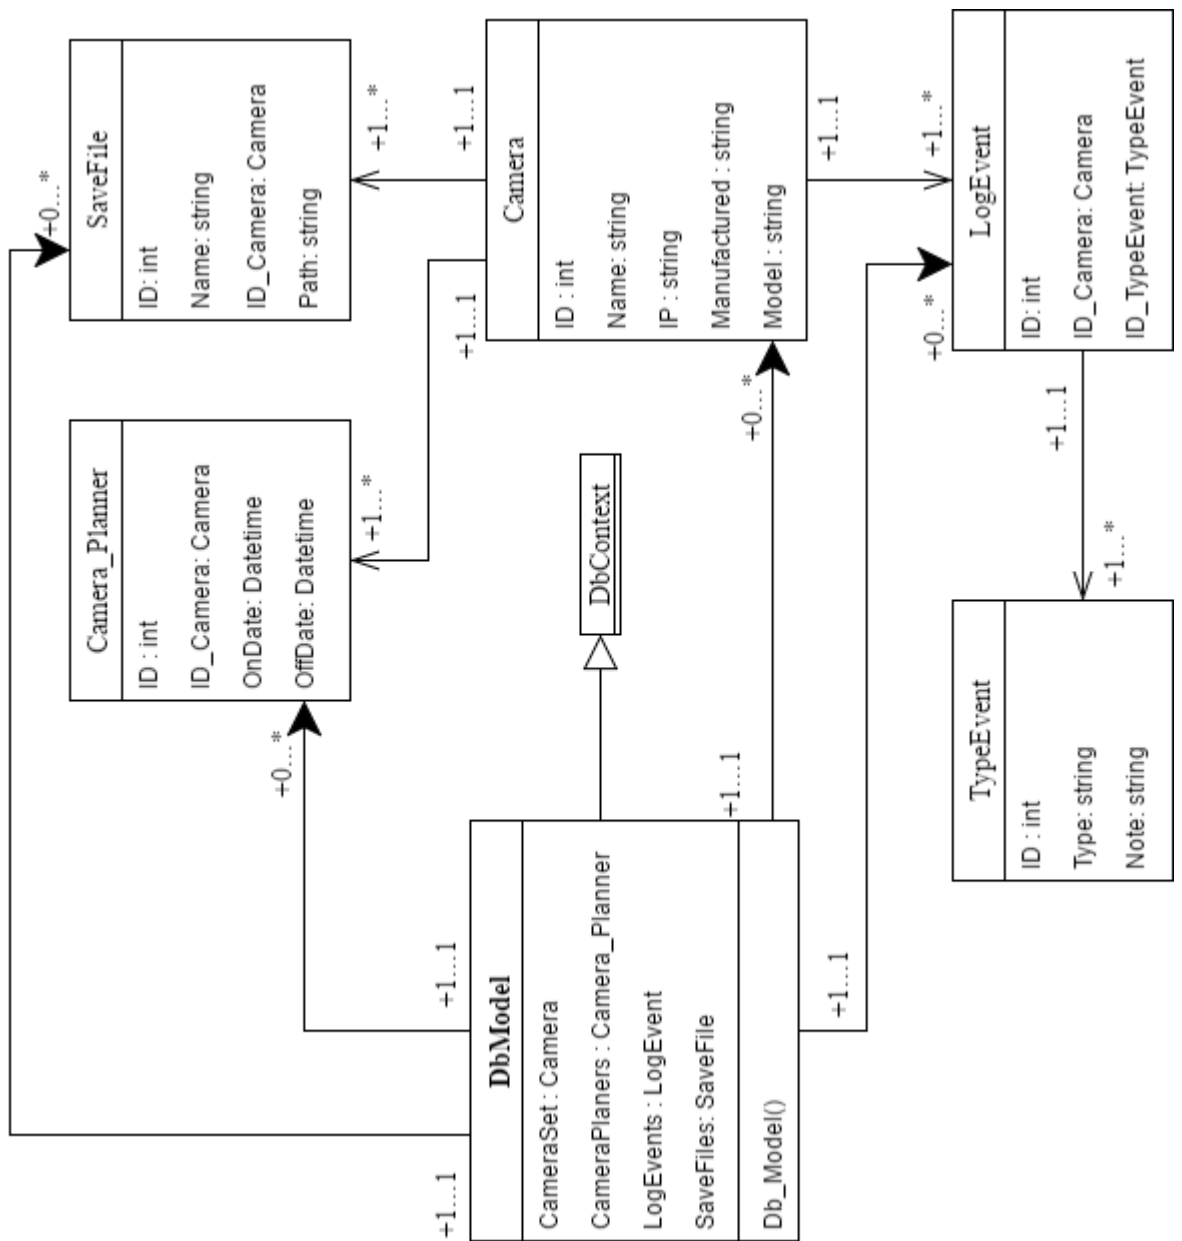 SaveFile
ID: int
Name: string
ID_Camera: Camera
Path: string
+0...*
+1...*
+1...1
Camera
ID : int
Name: string
IP : string
Manufactured : string
Model : string
+1...1
+1...*
LogEvent
ID: int
ID_Camera: Camera
ID_TypeEvent: TypeEvent
+0...*
+1...1
+1...1
+1...*
Camera_Planner
ID : int
ID_Camera: Camera
OnDate: Datetime
OffDate: Datetime
+0...*
DbContext
+0...*
+1...*
TypeEvent
ID : int
Type: string
Note: string
DbModel
CameraSet : Camera
CameraPlaners : Camera_Planner
LogEvents : LogEvent
SaveFiles: SaveFile
Db_Model()
+1...1
+1...1
+1...1
+1...1